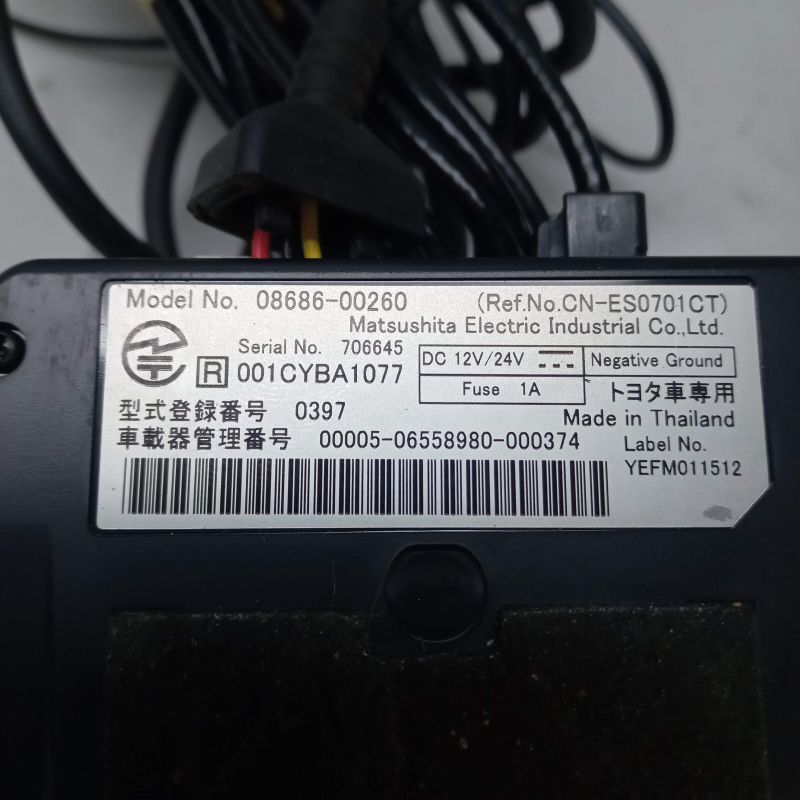 Model No. 08686-00260 (Ref.No.CN-ES0701CT)
Matsushita Electric Industrial Co.,Ltd.
Serial No. 706645
R 001CYBA1077
DC 12V/24V Negative Ground
Fuse 1A トヨタ車専用
型式登録番号 0397 Made in Thailand
車載器管理番号 00005-06558980-000374 Label No.
YEFM011512